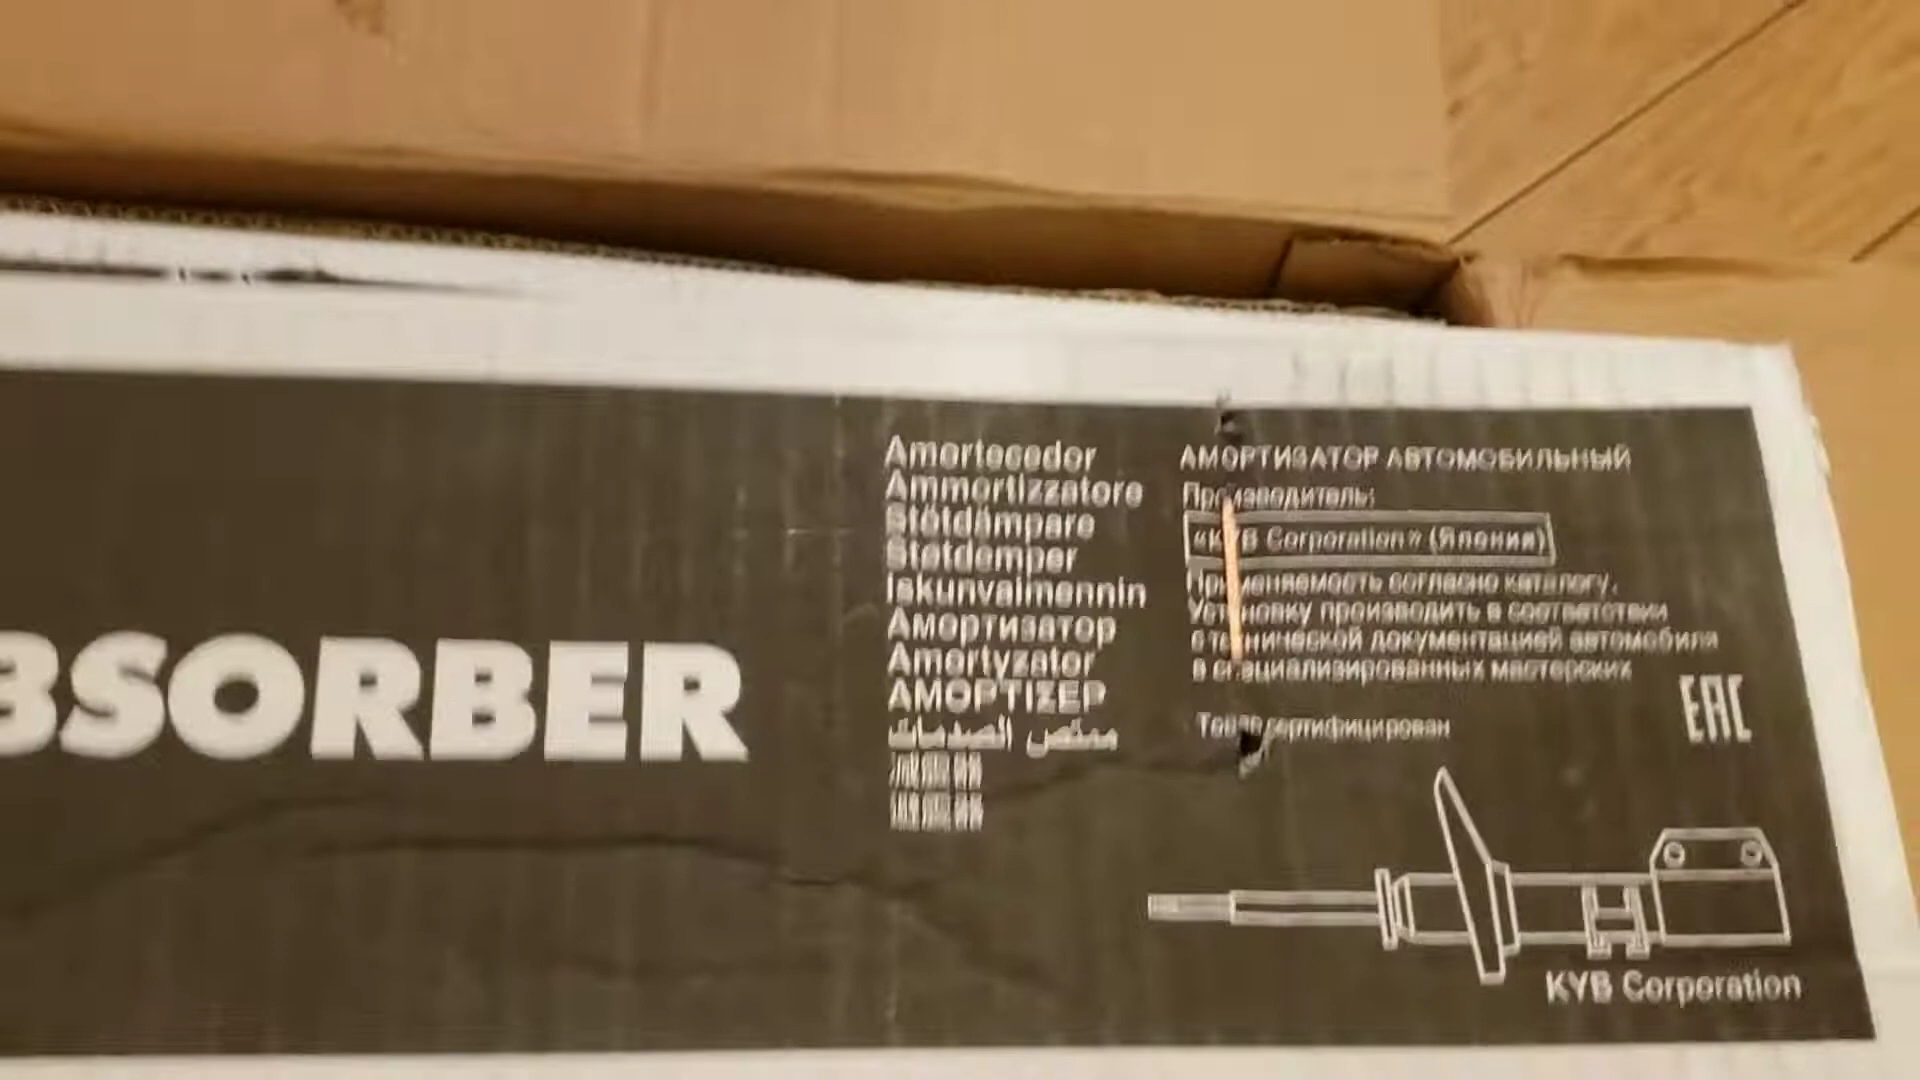 BSORBER
Amortecedor
Ammortizzatore
Stötdämpare
Støtdemper
Iskunvaimennin
Амортизатор
Amortyzator
ΑΜΟΡΤΙΖΕΡ
ممتص الصدمات
АМОРТИЗАТОР АВТОМОБИЛЬНЫЙ
Производитель:
«KYB Corporation» (Япония)
Применяемость согласно каталогу.
Установку производить в соответствии
с технической документацией автомобиля
в специализированных мастерских
Товар сертифицирован
EAC
KYB Corporation